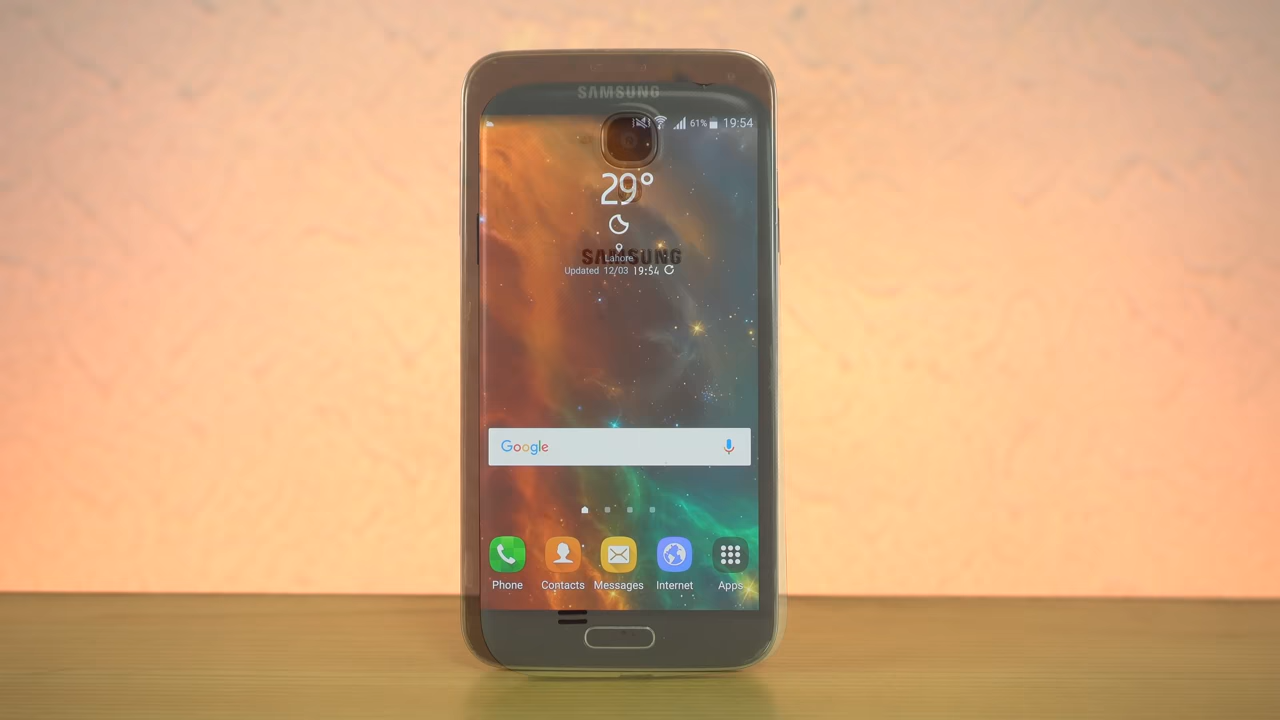 SAMSUNG
61% 19:54
29°
SAMSUNG
Lahore
Updated 12/03 19:54
Google
Phone Contacts Messages Internet Apps